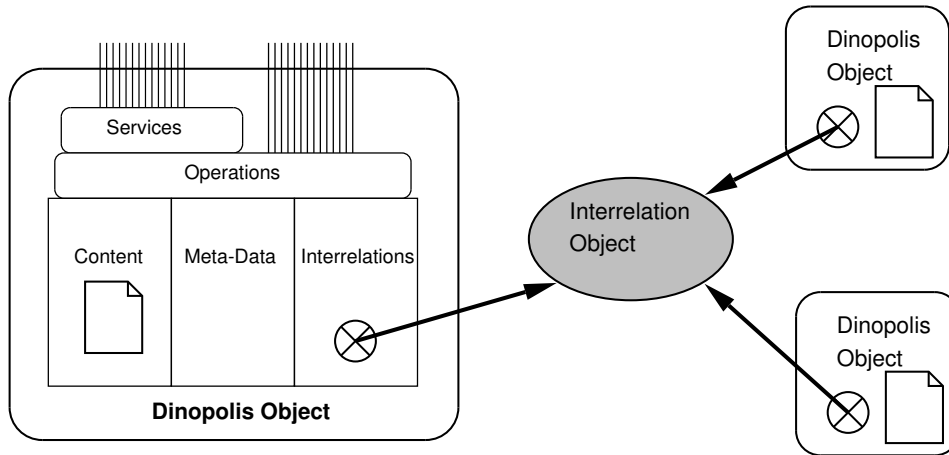 Services
Operations
Content
Meta-Data
Interrelations
Dinopolis Object
Interrelation
Object
Dinopolis
Object
Dinopolis
Object